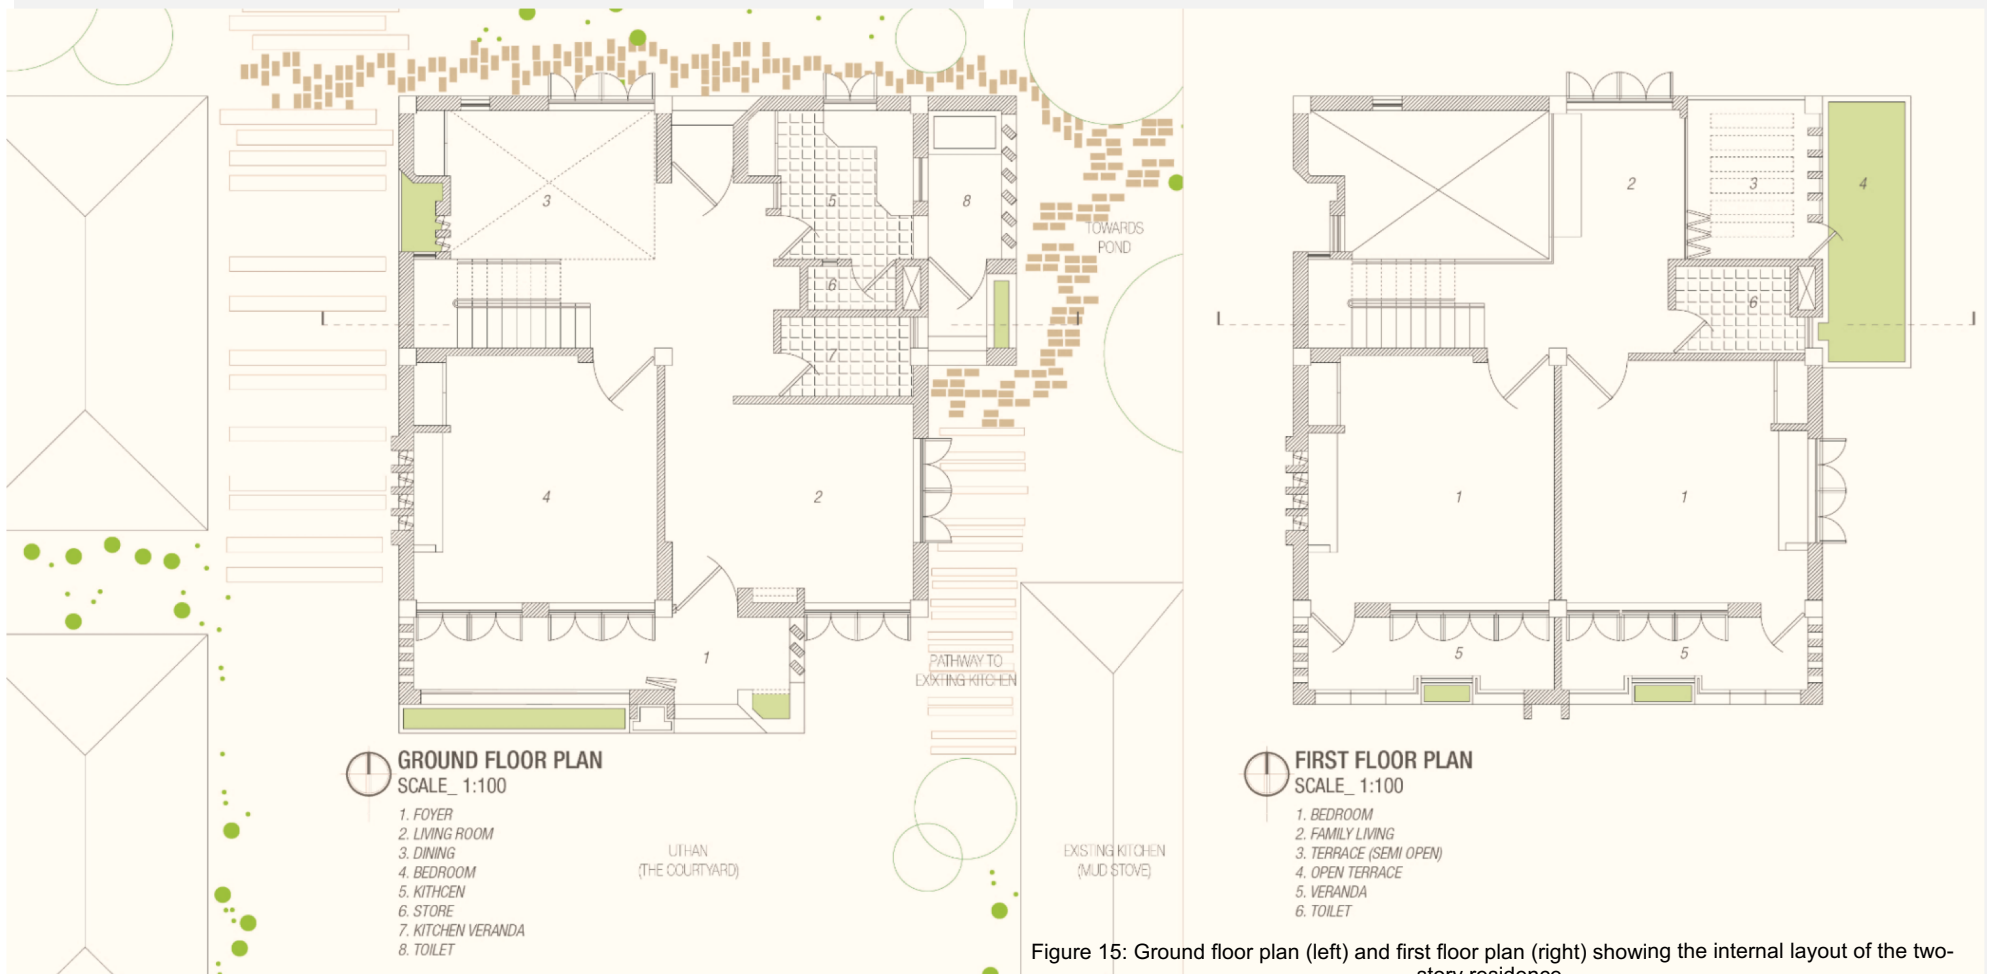 3
5
8
TOWARDS
POND
6
7
4
2
1
PATHWAY TO
EXXTING KITCHEN
GROUND FLOOR PLAN
SCALE_ 1:100
1. FOYER
2. LIVING ROOM
3. DINING
4. BEDROOM
5. KITHCEN
6. STORE
7. KITCHEN VERANDA
8. TOILET
UTHAN
(THE COURTYARD)
EXISTING KITCHEN
(MUD STOVE)
2
3
4
6
1
1
5
5
FIRST FLOOR PLAN
SCALE_ 1:100
1. BEDROOM
2. FAMILY LIVING
3. TERRACE (SEMI OPEN)
4. OPEN TERRACE
5. VERANDA
6. TOILET
Figure 15: Ground floor plan (left) and first floor plan (right) showing the internal layout of the two-
story residence